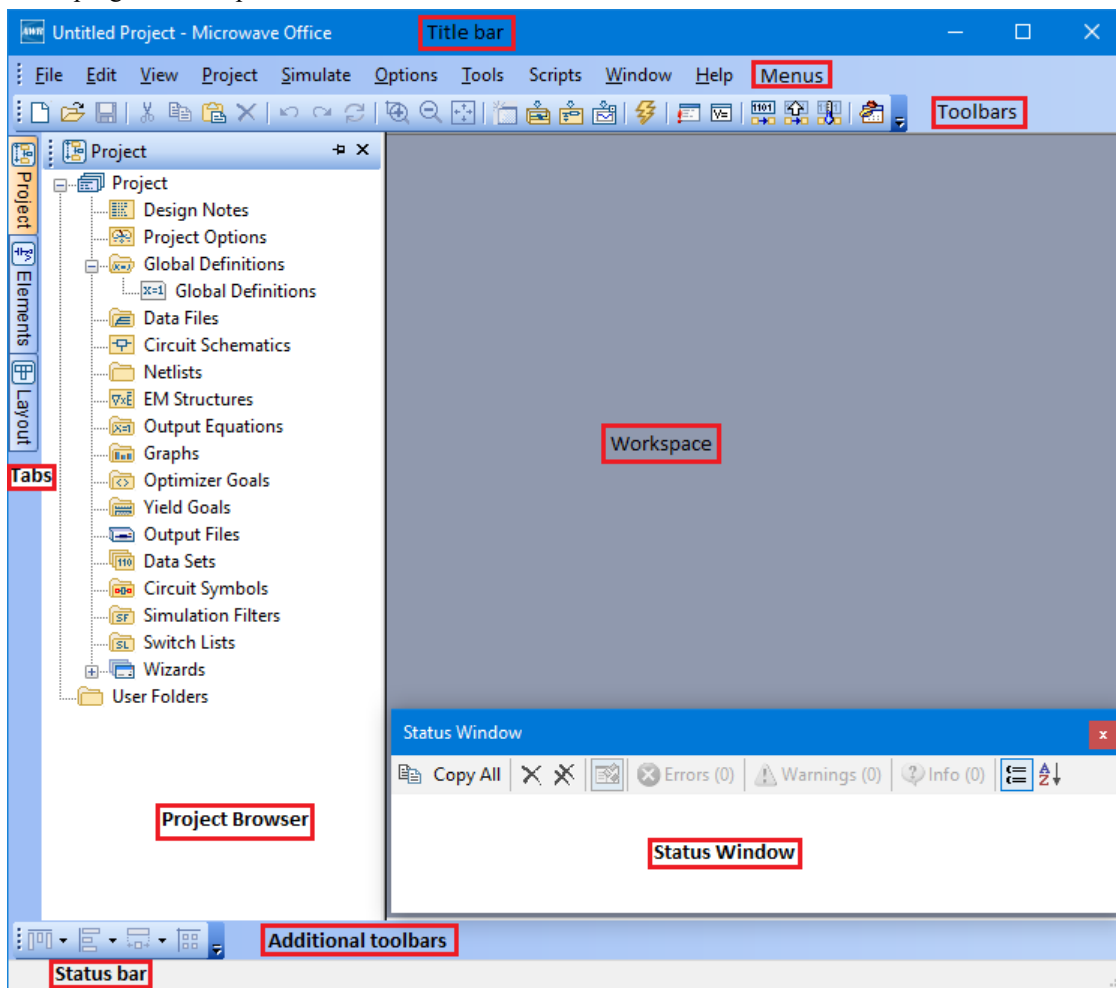 Untitled Project - Microwave Office
Title bar
File Edit View Project Simulate Options Tools Scripts Window Help Menus
Toolbars
Project
Project
Elements
Layout
Tabs
Project
Design Notes
Project Options
Global Definitions
X=1 Global Definitions
Data Files
Circuit Schematics
Netlists
EM Structures
Output Equations
Graphs
Optimizer Goals
Yield Goals
Output Files
Data Sets
Circuit Symbols
SF Simulation Filters
SL Switch Lists
Wizards
User Folders
Project Browser
Workspace
Status Window
Copy All Errors (0) Warnings (0) Info (0)
Status Window
Additional toolbars
Status bar